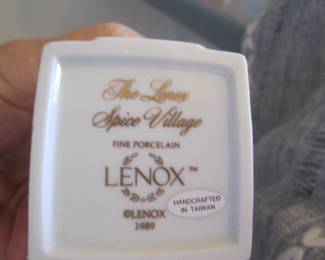 The Lenox
Spice Village
FINE PORCELAIN
LENOX™
HANDCRAFTED
IN TAIWAN
©LENOX
1989